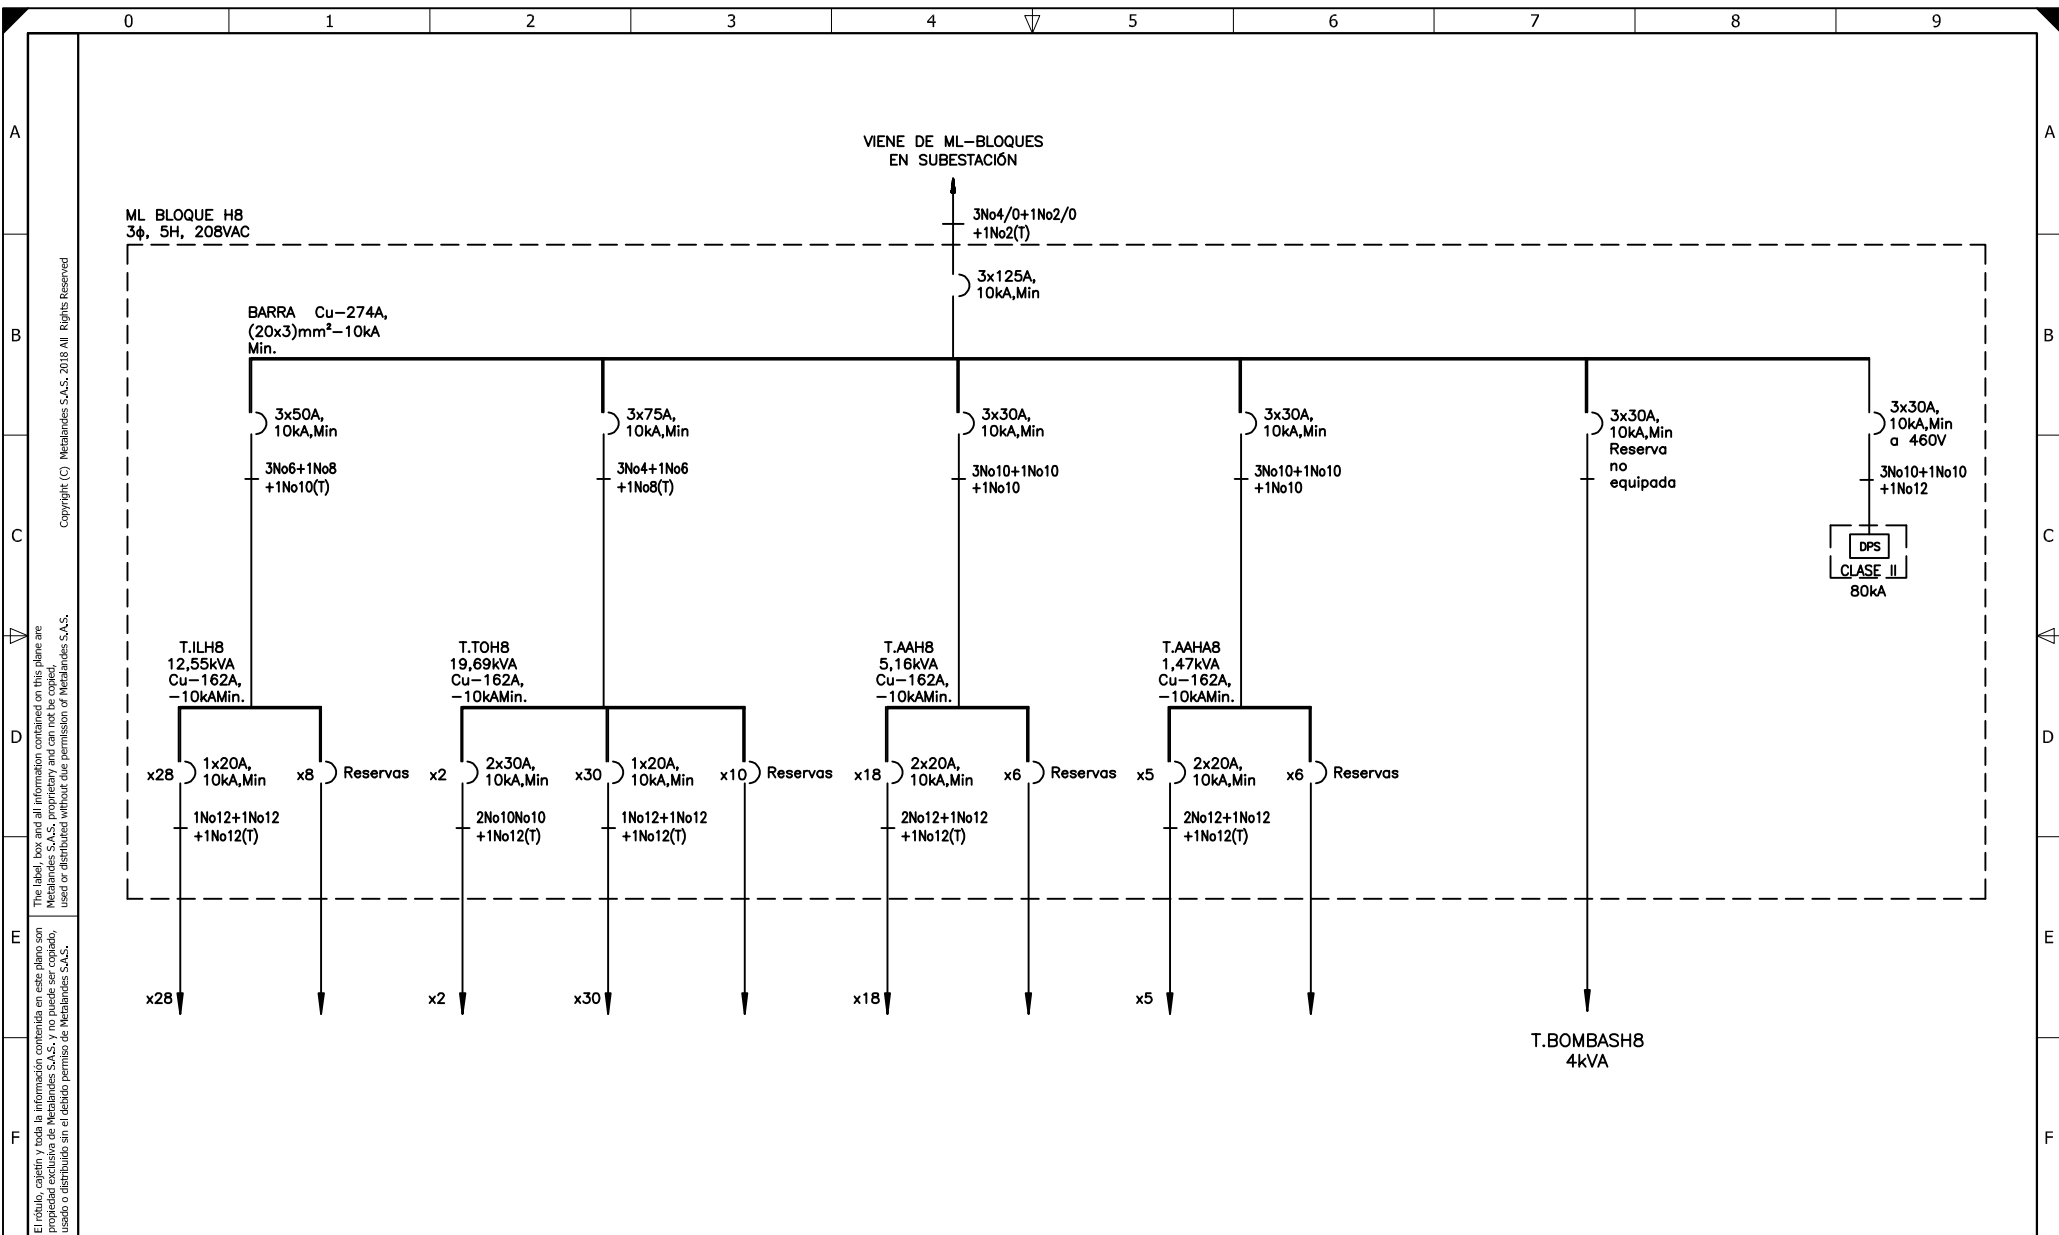 0 1 2 3 4 5 6 7 8 9
A
A
VIENE DE ML-BLOQUES
EN SUBESTACIÓN
ML BLOQUE H8
3ϕ, 5H, 208VAC
3No4/0+1No2/0
+1No2(T)
3x125A,
10kA,Min
B
B
BARRA Cu-274A,
(20x3)mm²-10kA
Min.
3x50A,
10kA,Min
3x75A,
10kA,Min
3x30A,
10kA,Min
3x30A,
10kA,Min
3x30A,
10kA,Min
Reserva
no
equipada
3x30A,
10kA,Min
a 460V
3No6+1No8
+1No10(T)
3No4+1No6
+1No8(T)
3No10+1No10
+1No10
3No10+1No10
+1No10
3No10+1No10
+1No12
C
C
DPS
CLASE II
80kA
T.ILH8
12,55kVA
Cu-162A,
-10kAMin.
T.TOH8
19,69kVA
Cu-162A,
-10kAMin.
T.AAH8
5,16kVA
Cu-162A,
-10kAMin.
T.AAHA8
1,47kVA
Cu-162A,
-10kAMin.
D
D
x28
1x20A,
10kA,Min
x8
Reservas
x2
2x30A,
10kA,Min
x30
1x20A,
10kA,Min
x10
Reservas
x18
2x20A,
10kA,Min
x6
Reservas
x5
2x20A,
10kA,Min
x6
Reservas
1No12+1No12
+1No12(T)
2No10No10
+1No12(T)
1No12+1No12
+1No12(T)
2No12+1No12
+1No12(T)
2No12+1No12
+1No12(T)
E
E
x28
x2
x30
x18
x5
T.BOMBASH8
4kVA
F
F
Copyright (C) Metalandes S.A.S. 2018 All Rights Reserved
The label, box and all information contained on this plane are
Metalandes S.A.S. proprietary and can not be copied,
used or distributed without due permission of Metalandes S.A.S.
El rótulo, cajetín y toda la información contenida en este plano son
propiedad exclusiva de Metalandes S.A.S. y no puede ser copiado,
usado o distribuido sin el debido permiso de Metalandes S.A.S.